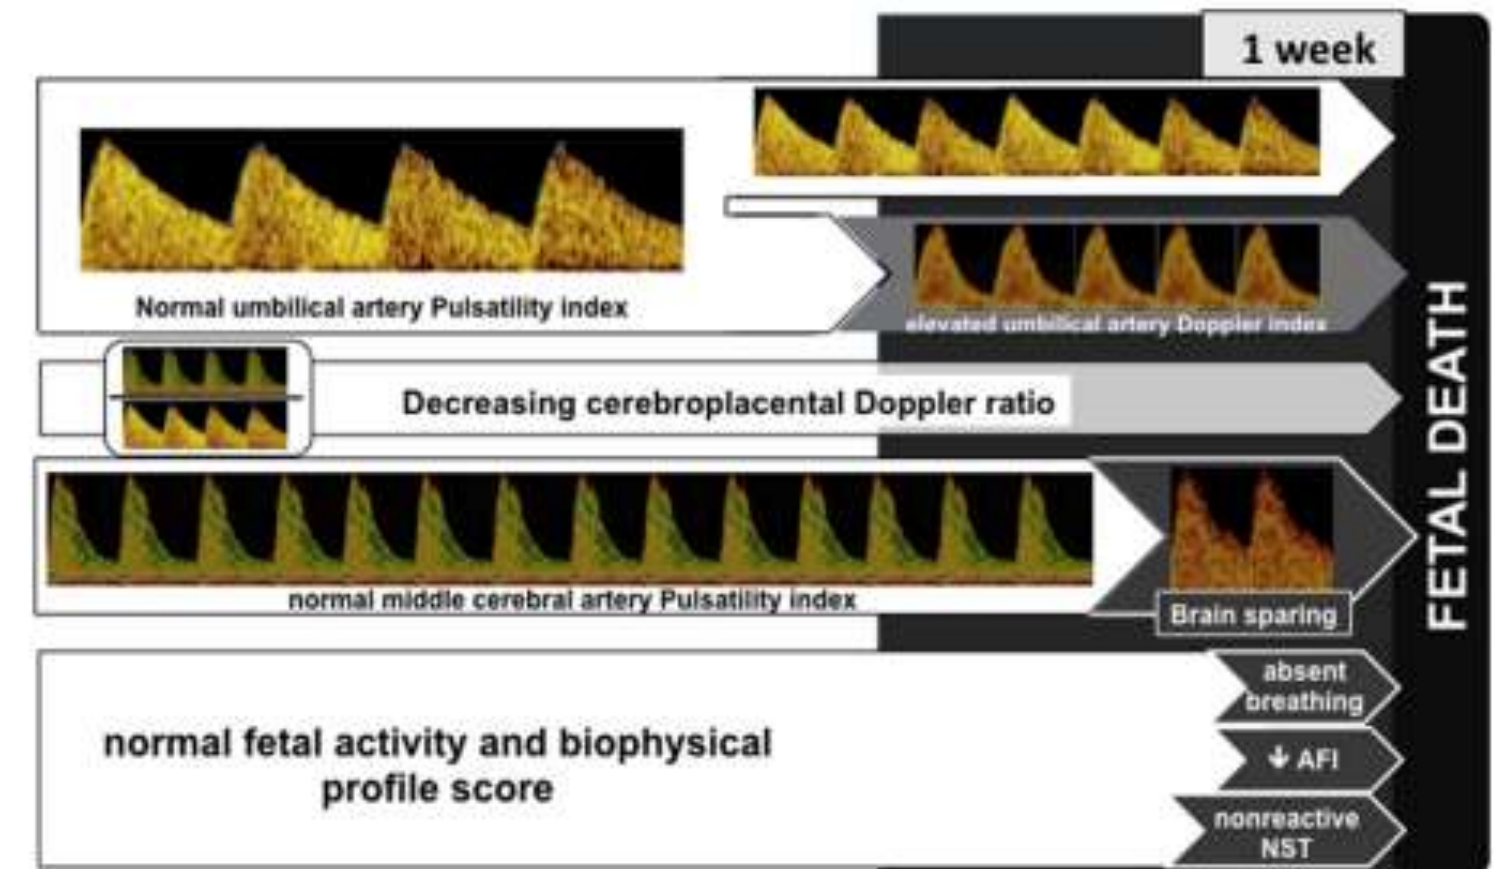 1 week
Normal umbilical artery Pulsatility index
elevated umbilical artery Doppler index
Decreasing cerebroplacental Doppler ratio
normal middle cerebral artery Pulsatility index
Brain sparing
normal fetal activity and biophysical
profile score
absent
breathing
↓ AFI
nonreactive
NST
FETAL DEATH